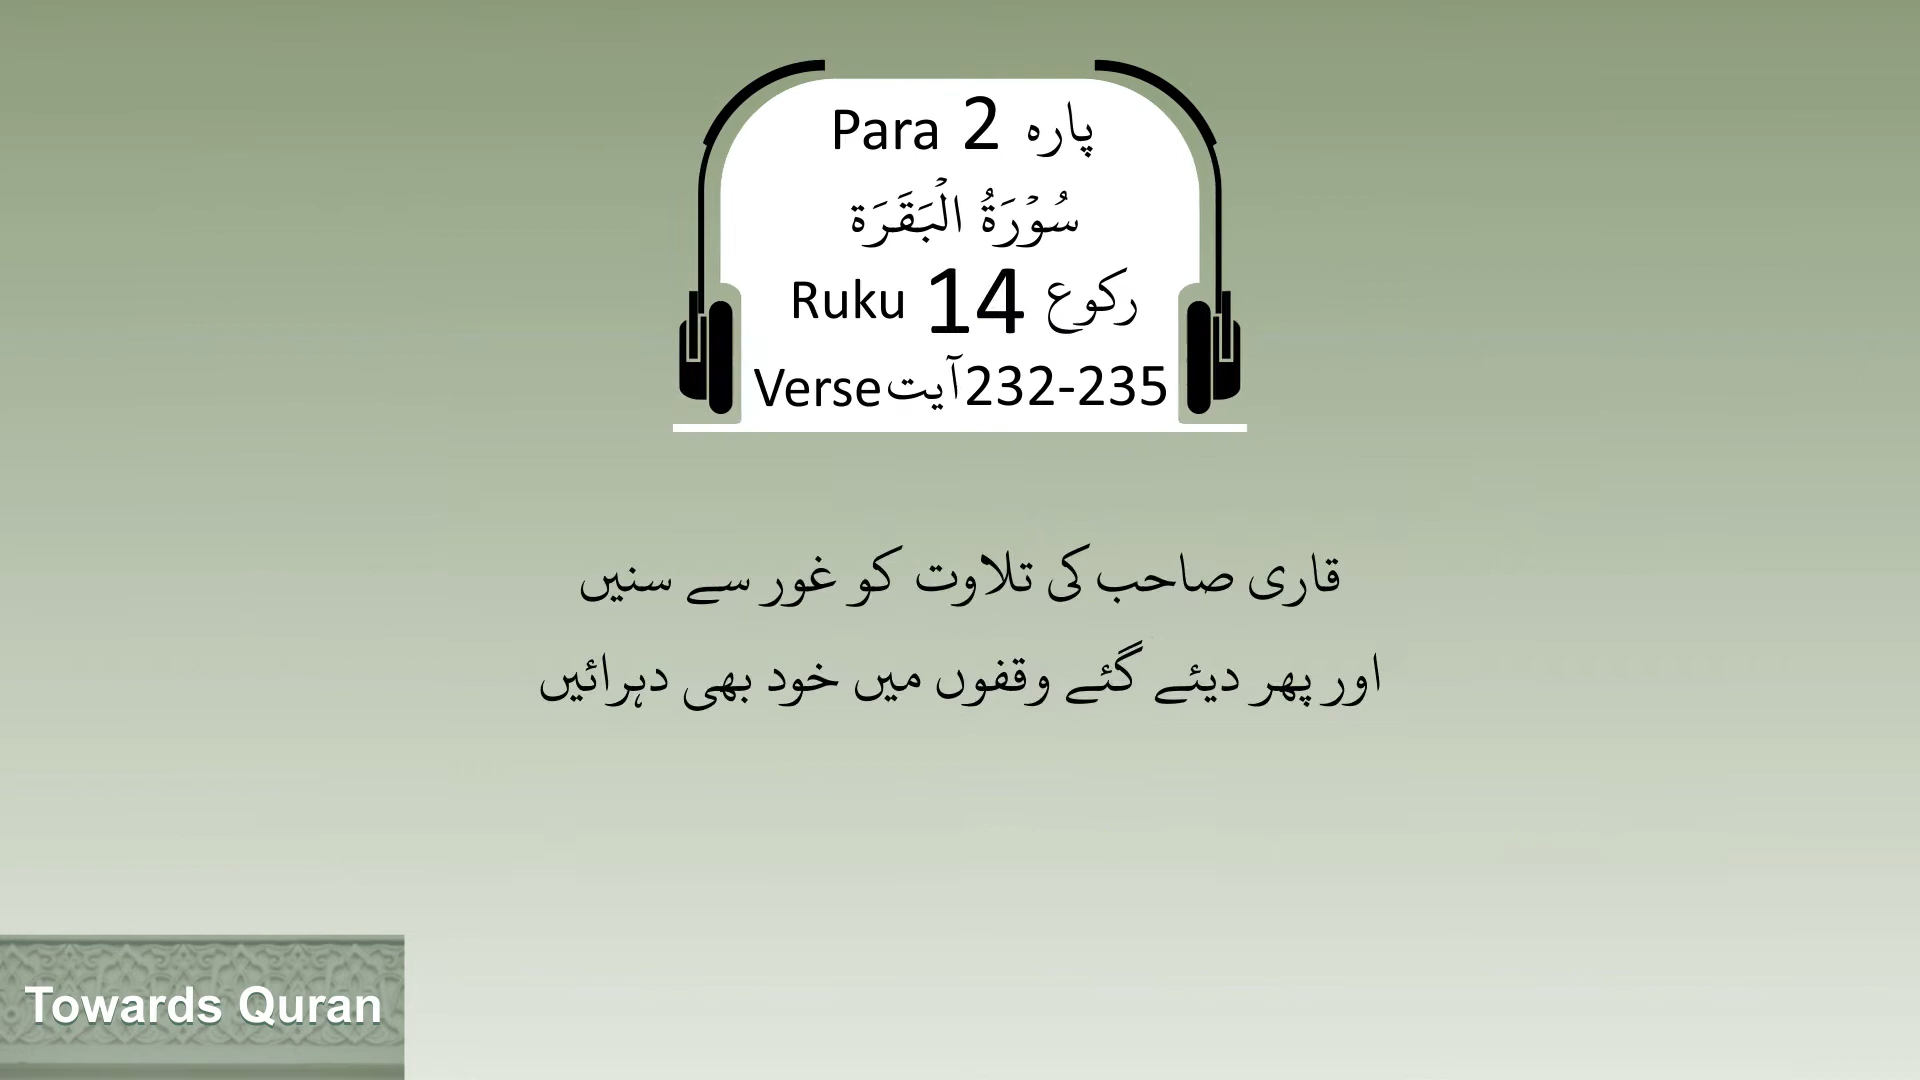 Para 2 پارہ
سُوۡرَةُ الۡبَقَرَة
Ruku 14 رکوع
Verse آیت 232-235
قاری صاحب کی تلاوت کو غور سے سنیں
اور پھر دیئے گئے وقفوں میں خود بھی دہرائیں
Towards Quran